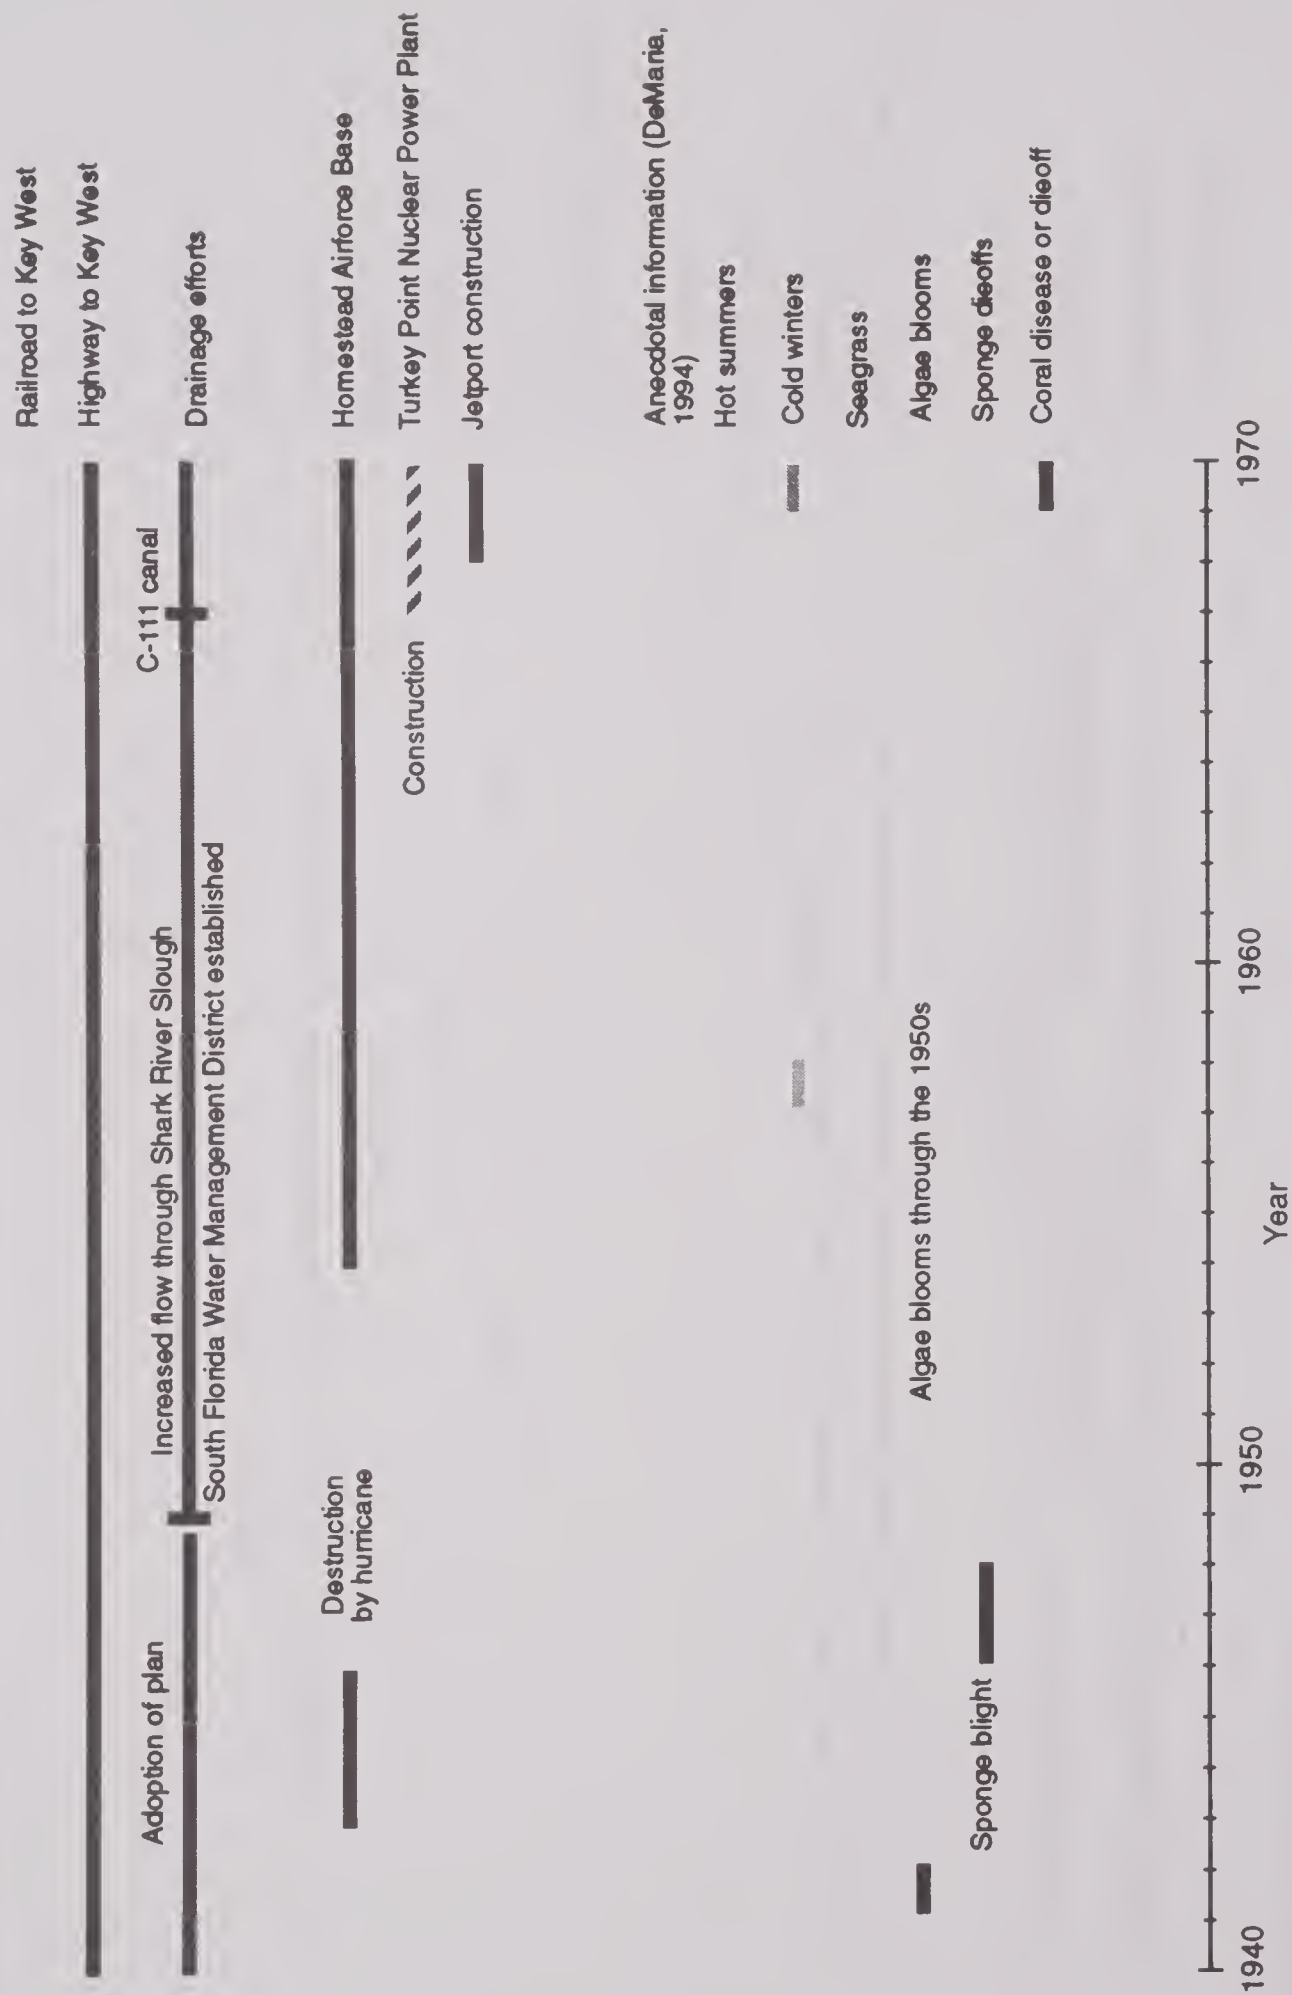 Railroad to Key West
Highway to Key West
C-111 canal
Increased flow through Shark River Slough
Adoption of plan
Drainage efforts
South Florida Water Management District established
Homestead Airforce Base
Destruction
by hurricane
Turkey Point Nuclear Power Plant
Construction
Jetport construction
Anecdotal information (DeMaria,
1994)
Hot summers
Cold winters
Seagrass
Algae blooms
Algae blooms through the 1950s
Sponge dieoffs
Sponge blight
Coral disease or dieoff
1940
1950
1960
1970
Year